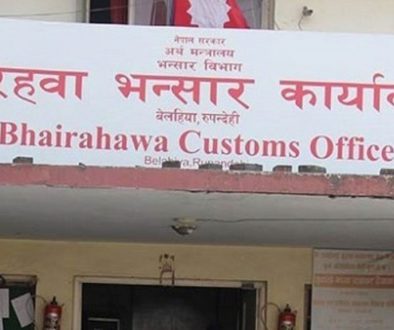 नेपाल सरकार
अर्थ मन्त्रालय
भन्सार विभाग
रहवा भन्सार कार्या
बेलहिया, रुपन्देही
Bhairahawa Customs Office
Belahiya,Rupandehi